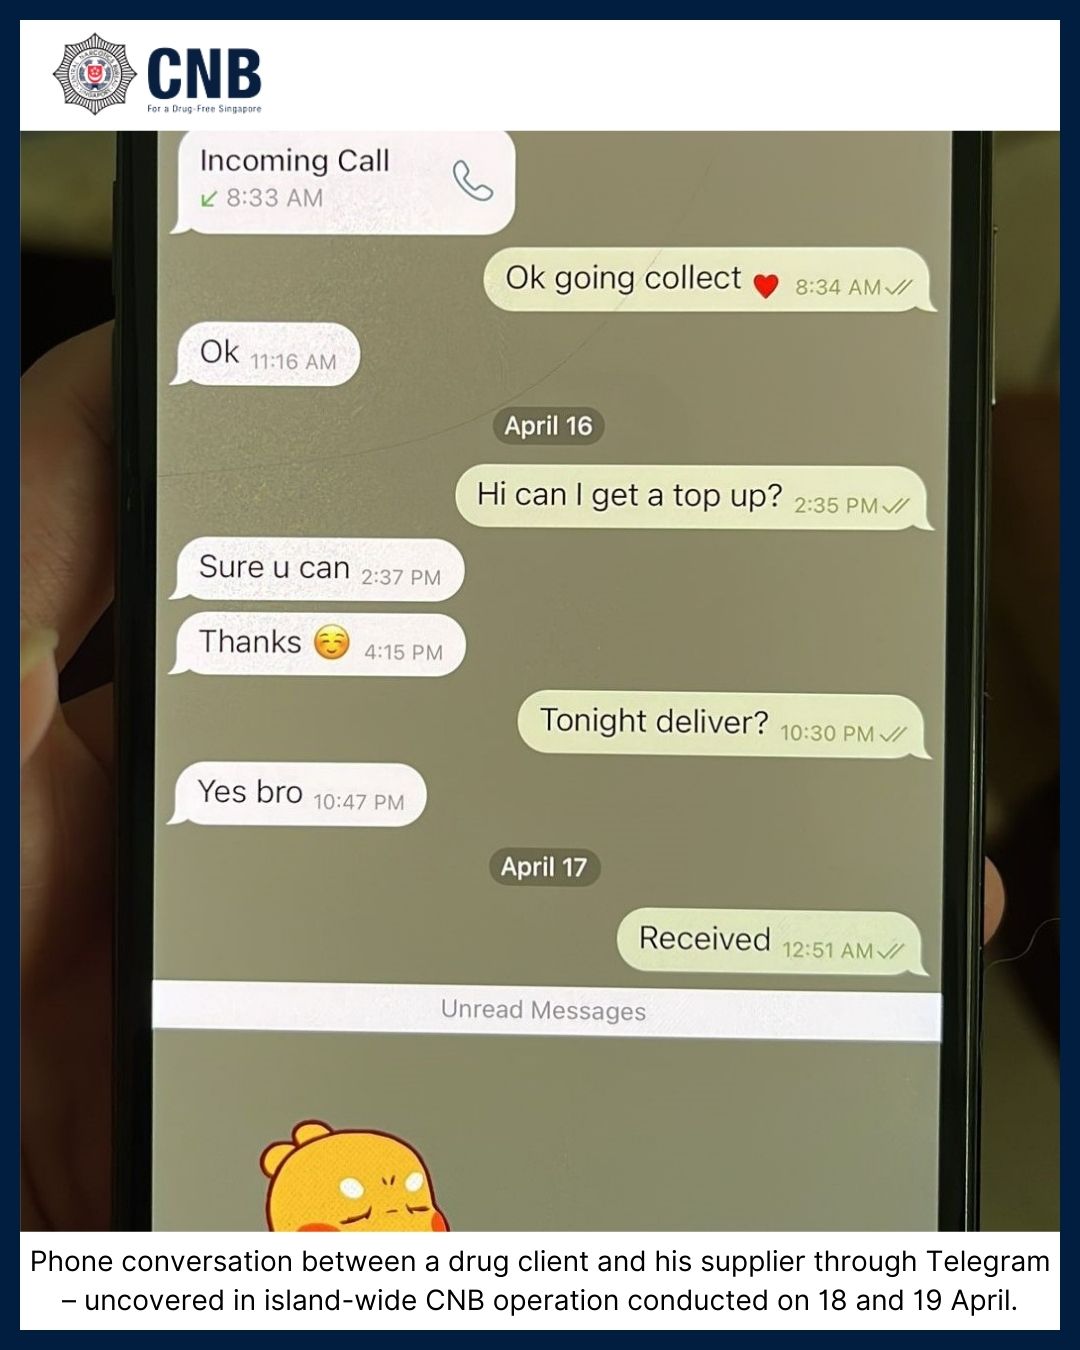 CNB
For a Drug-Free Singapore
Incoming Call
8:33 AM
Ok going collect ❤️ 8:34 AM
Ok 11:16 AM
April 16
Hi can I get a top up? 2:35 PM
Sure u can 2:37 PM
Thanks ☺️ 4:15 PM
Tonight deliver? 10:30 PM
Yes bro 10:47 PM
April 17
Received 12:51 AM
Unread Messages
Phone conversation between a drug client and his supplier through Telegram
– uncovered in island-wide CNB operation conducted on 18 and 19 April.